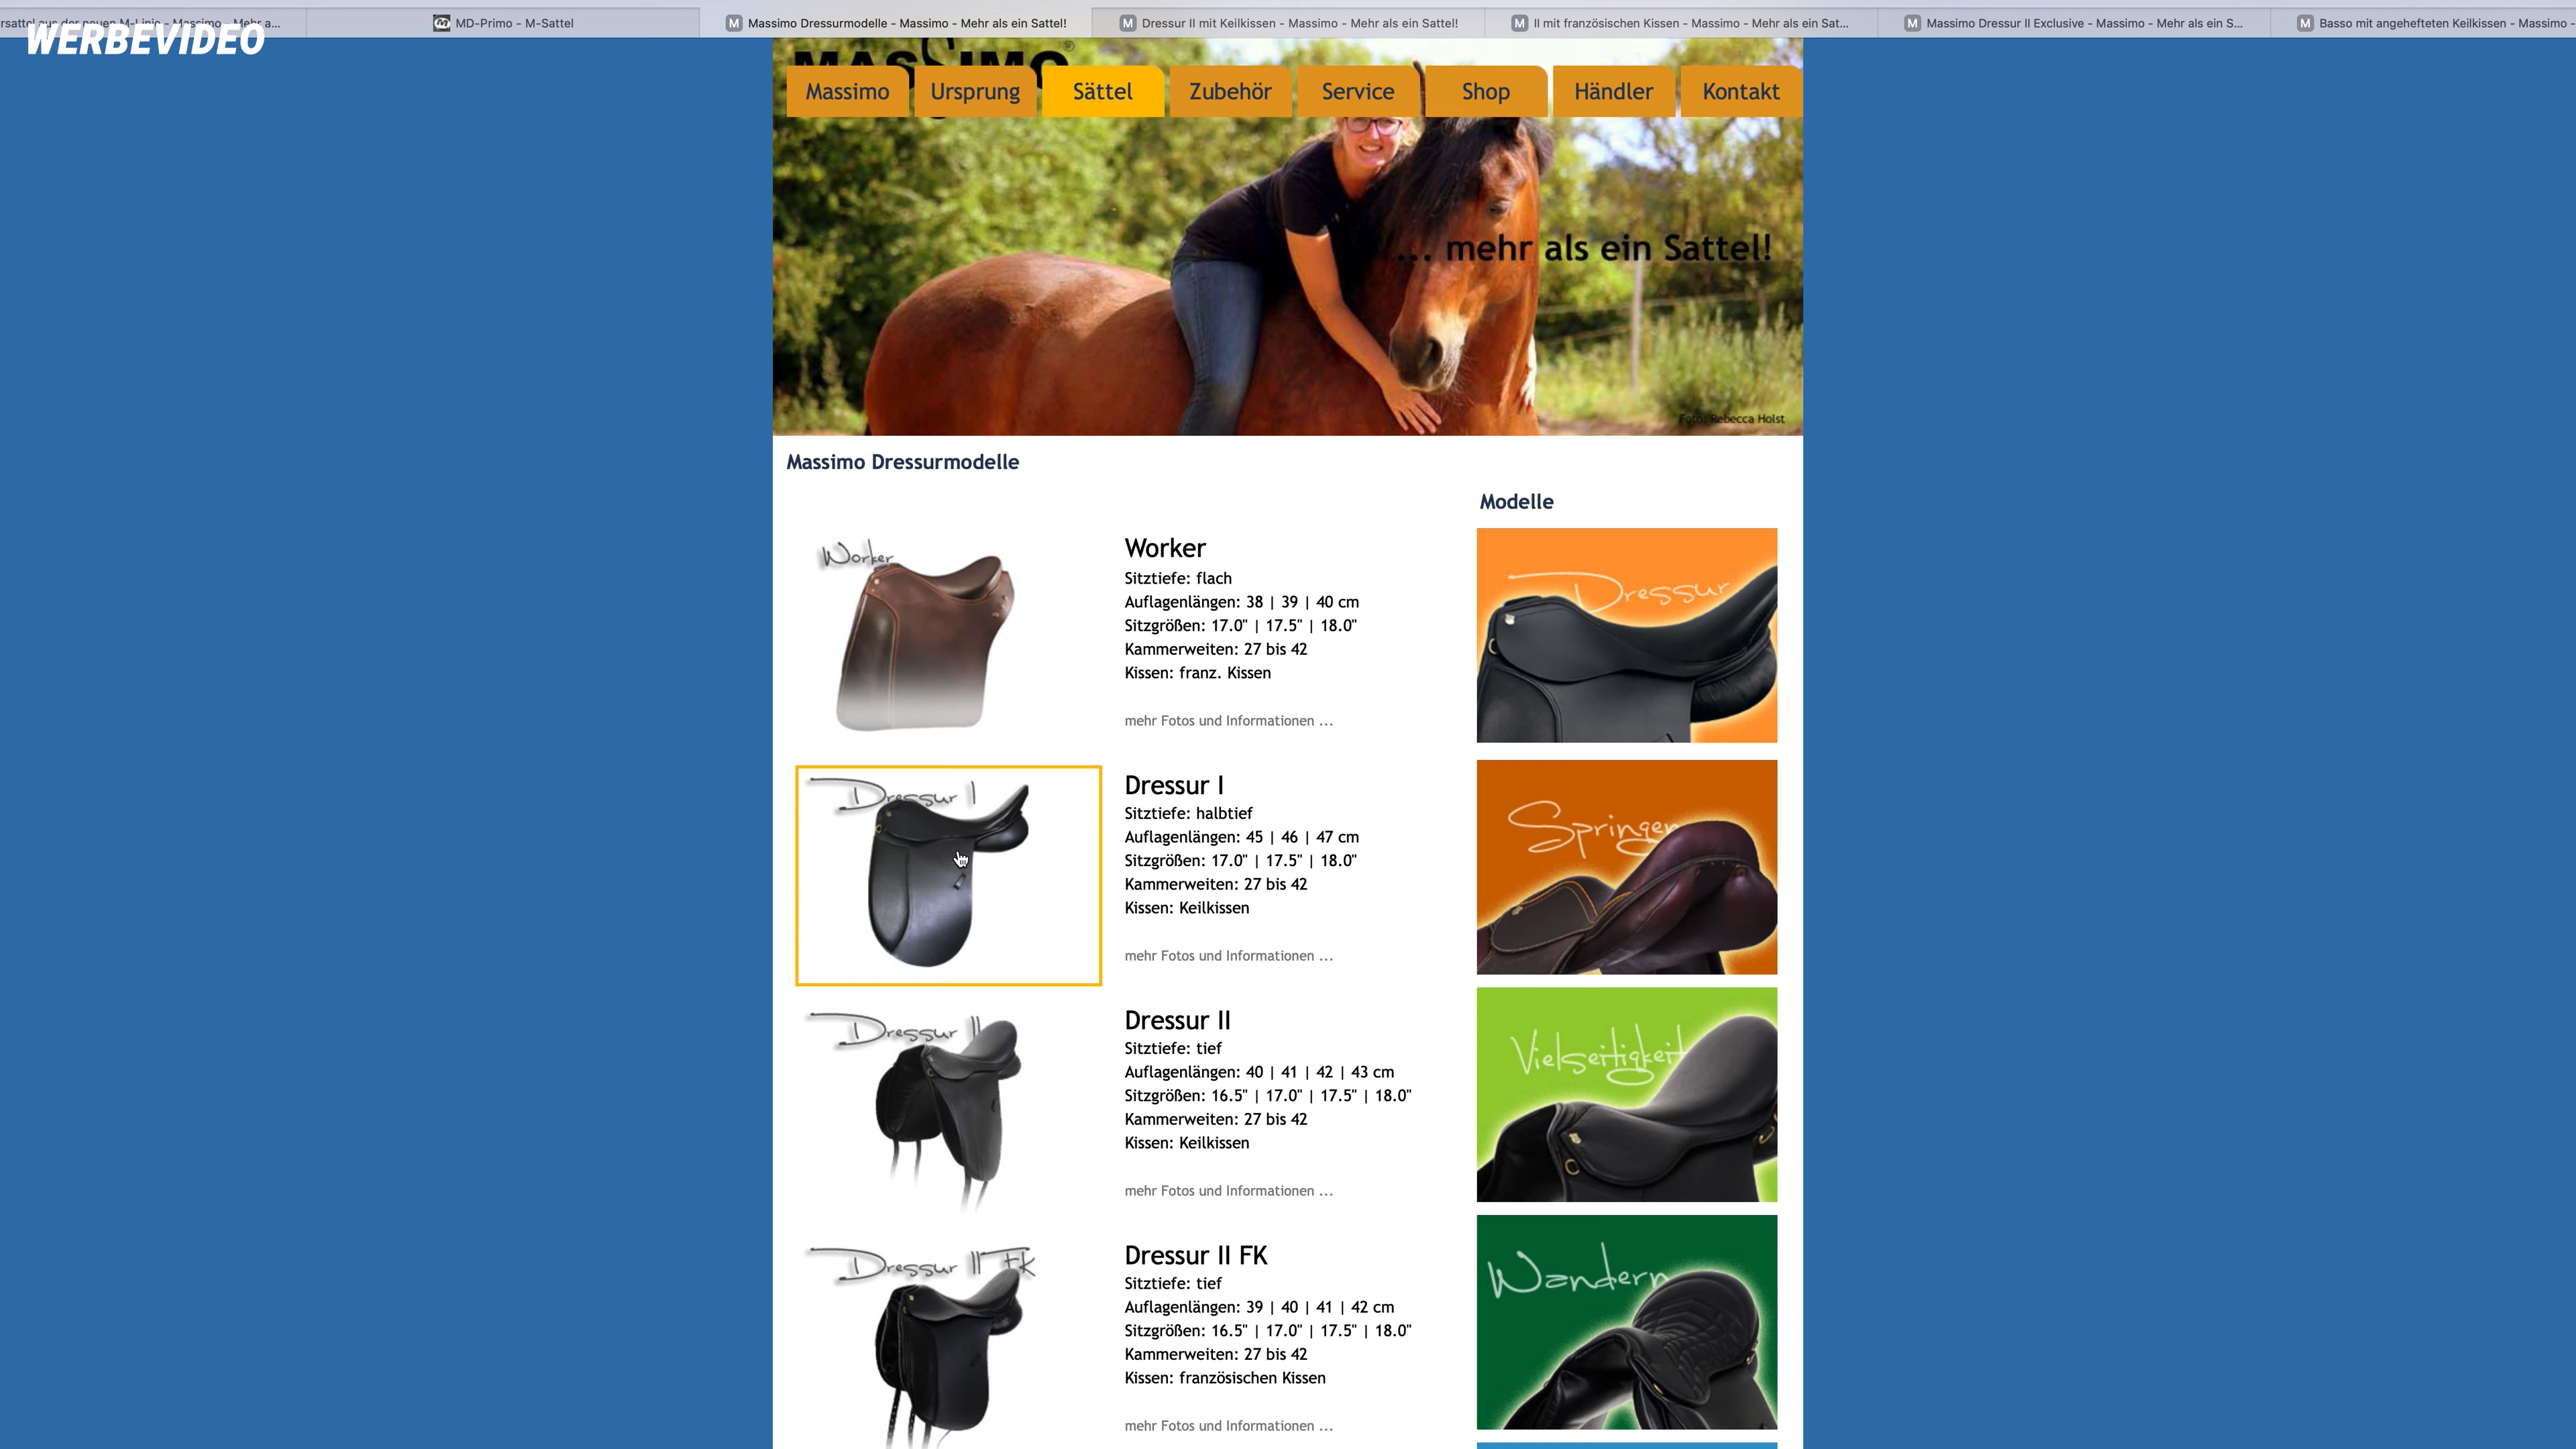 WERBEVIDEO
MD-Primo - M-Sattel
Massimo Dressurmodelle - Massimo - Mehr als ein Sattel!
Dressur II mit Keilkissen - Massimo - Mehr als ein Sattel!
II mit französischen Kissen - Massimo - Mehr als ein Sat...
Massimo Dressur II Exclusive - Massimo - Mehr als ein S...
Basso mit angehefteten Keilkissen - Massimo -
MASSIMO
Massimo
Ursprung
Sättel
Zubehör
Service
Shop
Händler
Kontakt
... mehr als ein Sattel!
Foto: Rebecca Holst
Massimo Dressurmodelle
Modelle
Worker
Worker
Sitztiefe: flach
Auflagenlängen: 38 | 39 | 40 cm
Sitzgrößen: 17.0" | 17.5" | 18.0"
Kammerweiten: 27 bis 42
Kissen: franz. Kissen
mehr Fotos und Informationen ...
Dressur
Dressur I
Dressur I
Sitztiefe: halbtief
Auflagenlängen: 45 | 46 | 47 cm
Sitzgrößen: 17.0" | 17.5" | 18.0"
Kammerweiten: 27 bis 42
Kissen: Keilkissen
mehr Fotos und Informationen ...
Springen
Dressur II
Dressur II
Sitztiefe: tief
Auflagenlängen: 40 | 41 | 42 | 43 cm
Sitzgrößen: 16.5" | 17.0" | 17.5" | 18.0"
Kammerweiten: 27 bis 42
Kissen: Keilkissen
mehr Fotos und Informationen ...
Vielseitigkeit
Dressur II FK
Dressur II FK
Sitztiefe: tief
Auflagenlängen: 39 | 40 | 41 | 42 cm
Sitzgrößen: 16.5" | 17.0" | 17.5" | 18.0"
Kammerweiten: 27 bis 42
Kissen: französischen Kissen
mehr Fotos und Informationen ...
Wandern